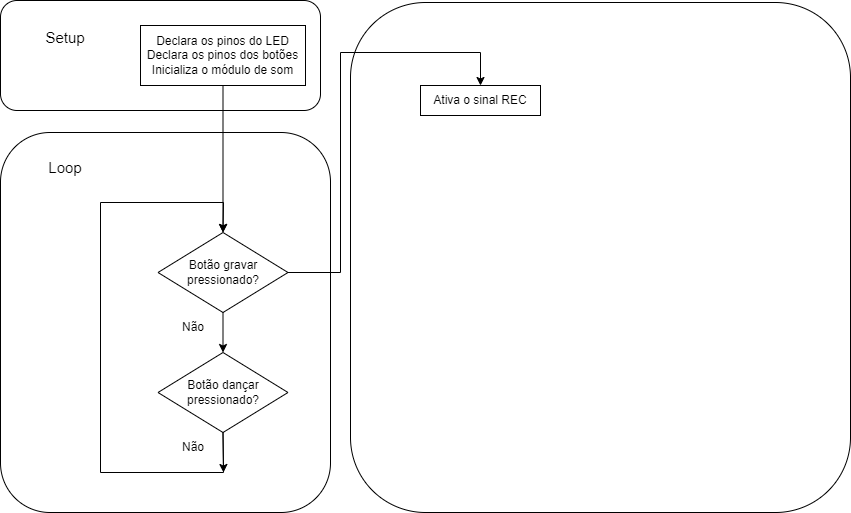 Setup
Declara os pinos do LED
Declara os pinos dos botões
Inicializa o módulo de som
Ativa o sinal REC
Loop
Botão gravar
pressionado?
Não
Botão dançar
pressionado?
Não